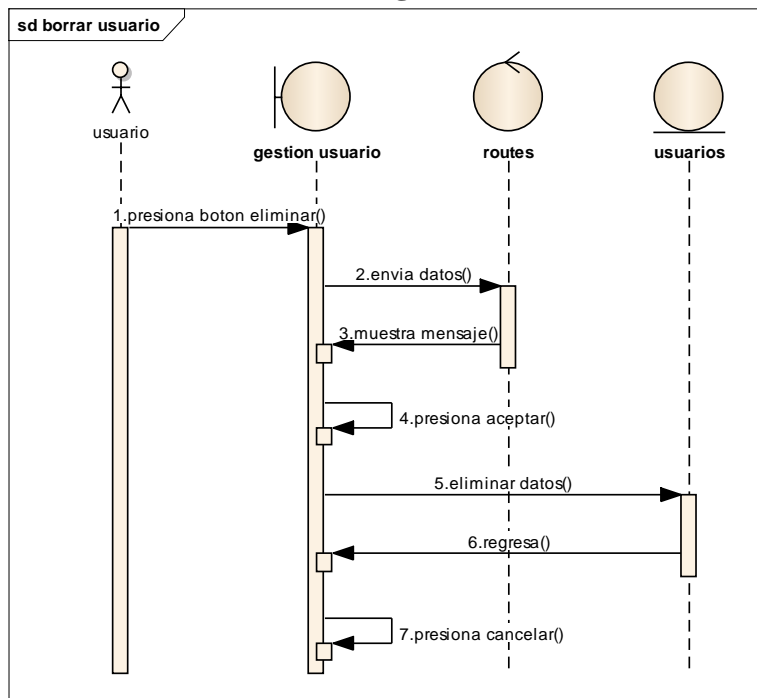 sd borrar usuario
usuario
gestion usuario
routes
usuarios
1.presiona boton eliminar()
2.envia datos()
3.muestra mensaje()
4.presiona aceptar()
5.eliminar datos()
6.regresa()
7.presiona cancelar()